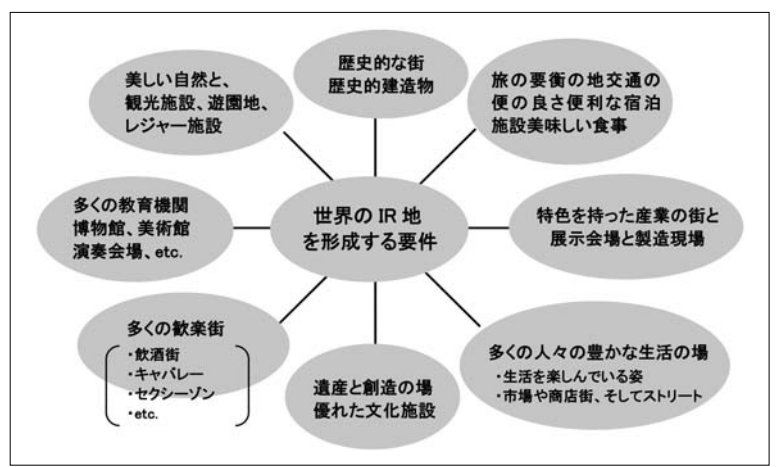 歴史的な街
歴史的建造物
美しい自然と、
観光施設、遊園地、
レジャー施設
旅の要衝の地交通の
便の良さ便利な宿泊
施設美味しい食事
多くの教育機関
博物館、美術館
演奏会場、etc.
世界の IR 地
を形成する要件
特色を持った産業の街と
展示会場と製造現場
多くの歓楽街
・飲酒街
・キャバレー
・セクシーゾン
・etc.
遺産と創造の場
優れた文化施設
多くの人々の豊かな生活の場
・生活を楽しんでいる姿
・市場や商店街、そしてストリート